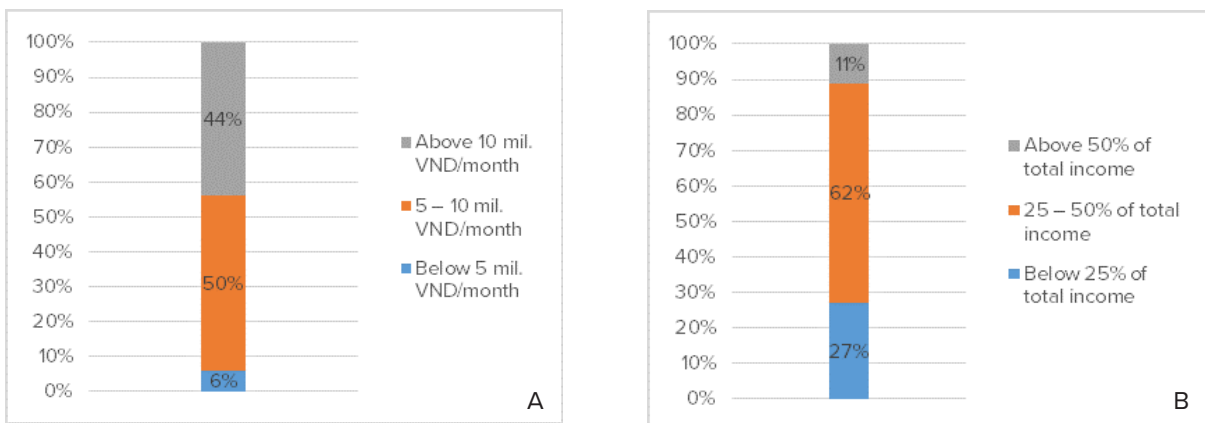 100%
90%
80%
70%
60%
50%
40%
30%
20%
10%
0%
44%
50%
6%
Above 10 mil.
VND/month
5 – 10 mil.
VND/month
Below 5 mil.
VND/month
A
100%
90%
80%
70%
60%
50%
40%
30%
20%
10%
0%
11%
62%
27%
Above 50% of
total income
25 – 50% of total
income
Below 25% of
total income
B